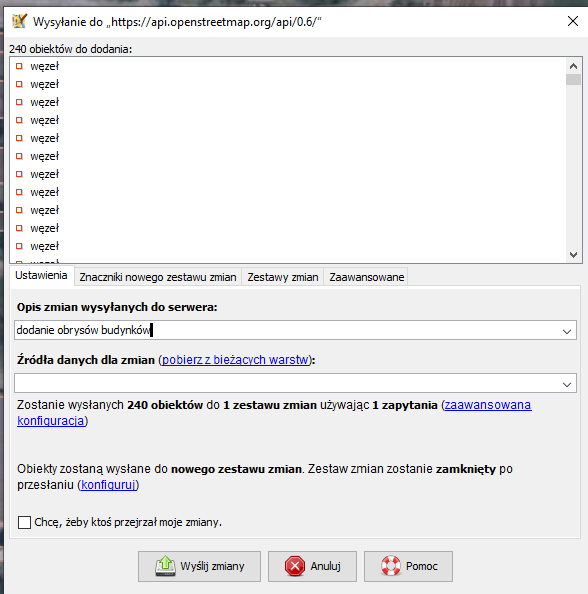 Wysyłanie do „https://api.openstreetmap.org/api/0.6/“
240 obiektów do dodania:
węzeł
węzeł
węzeł
węzeł
węzeł
węzeł
węzeł
węzeł
węzeł
węzeł
węzeł
węzeł
Ustawienia Znaczniki nowego zestawu zmian Zestawy zmian Zaawansowane
Opis zmian wysyłanych do serwera:
dodanie obrysów budynków
Źródła danych dla zmian (pobierz z bieżących warstw):
Zostanie wysłanych 240 obiektów do 1 zestawu zmian używając 1 zapytania (zaawansowana
konfiguracja)
Obiekty zostaną wysłane do nowego zestawu zmian. Zestaw zmian zostanie zamknięty po
przesłaniu (konfiguruj)
Chcę, żeby ktoś przejrzał moje zmiany.
Wyślij zmiany Anuluj Pomoc